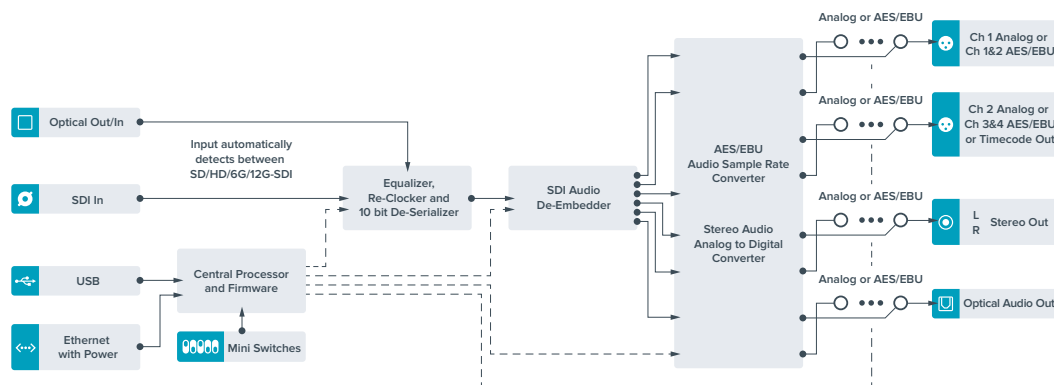 Analog or AES/EBU
Ch 1 Analog or
Ch 1&2 AES/EBU
Optical Out/In
Input automatically
detects between
SD/HD/6G/12G-SDI
Analog or AES/EBU
Ch 2 Analog or
Ch 3&4 AES/EBU
or Timecode Out
AES/EBU
Audio Sample Rate
Converter
SDI In
Equalizer,
Re-Clocker and
10 bit De-Serializer
SDI Audio
De-Embedder
Analog or AES/EBU
L
R
Stereo Out
Stereo Audio
Analog to Digital
Converter
USB
Central Processor
and Firmware
Analog or AES/EBU
Optical Audio Out
Ethernet
with Power
Mini Switches